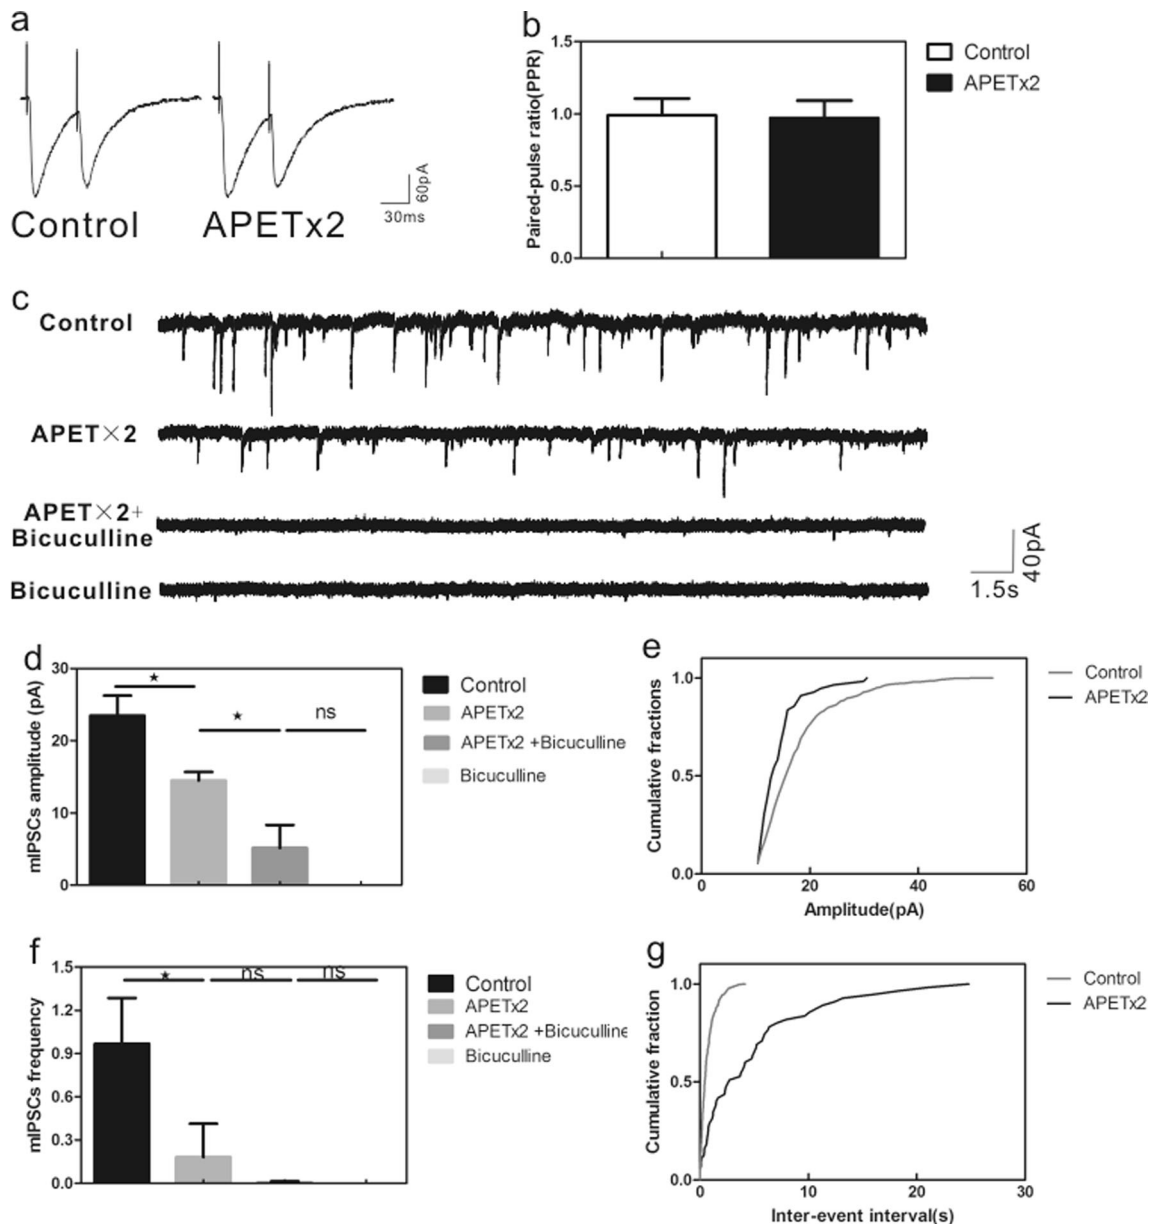 a
Control
APETx2
60pA
30ms
b
Paired-pulse ratio(PPR)
1.5
1.0
0.5
0.0
Control
APETx2
c
Control
APET×2
APET×2+
Bicuculline
Bicuculline
40pA
1.5s
d
mIPSCs amplitude (pA)
30
20
10
0
★
★
ns
Control
APETx2
APETx2 +Bicuculline
Bicuculline
e
Cumulative fractions
1.0
0.5
0.0
0
20
40
60
Amplitude(pA)
Control
APETx2
f
mIPSCs frequency
1.5
1.2
0.9
0.6
0.3
0.0
★
ns
ns
Control
APETx2
APETx2 +Bicuculline
Bicuculline
g
Cumulative fraction
1.0
0.5
0.0
0
10
20
30
Inter-event interval(s)
Control
APETx2